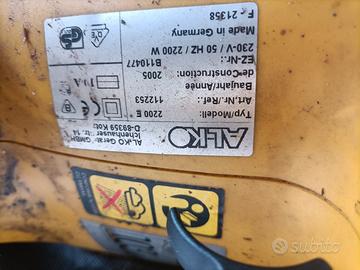 AL-KO
AL-KO Geräte GMBH
Ichenhauser Str. 14
D-89359 Köt
Typ/Modell: 2200 E
Art.Nr./Ref.: 112253
Baujahr/Année
de-Construction: 2005
EZ-Nr.: B110477
230-V / 50 HZ / 2200 W
Made in Germany
F 21358
subito